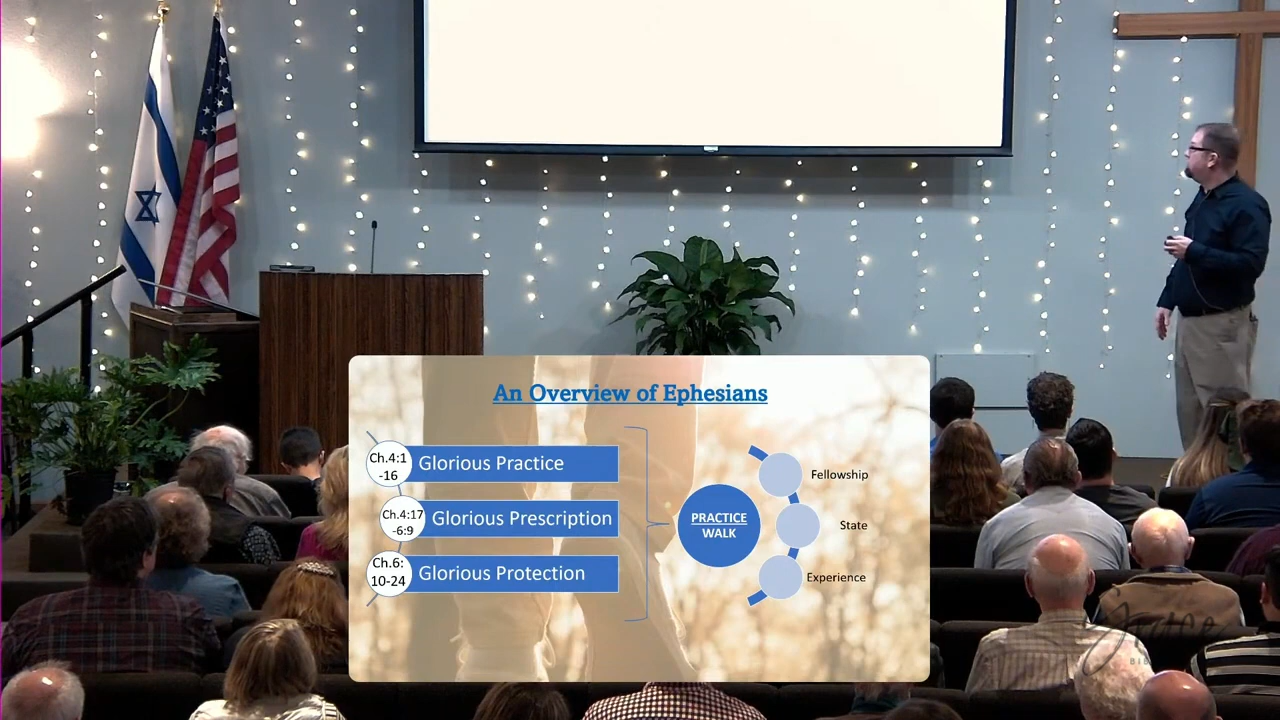 An Overview of Ephesians
Ch.4:1
-16
Glorious Practice
Ch.4:17
-6:9
Glorious Prescription
Ch.6:
10-24
Glorious Protection
PRACTICE
WALK
Fellowship
State
Experience
Grace